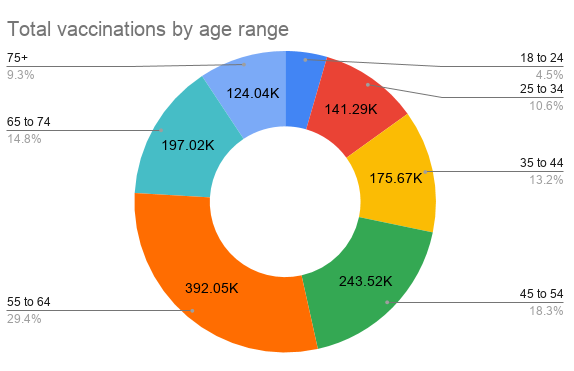 Total vaccinations by age range
75+
9.3%
18 to 24
4.5%
25 to 34
10.6%
124.04K
141.29K
65 to 74
14.8%
197.02K
35 to 44
13.2%
175.67K
243.52K
392.05K
55 to 64
29.4%
45 to 54
18.3%